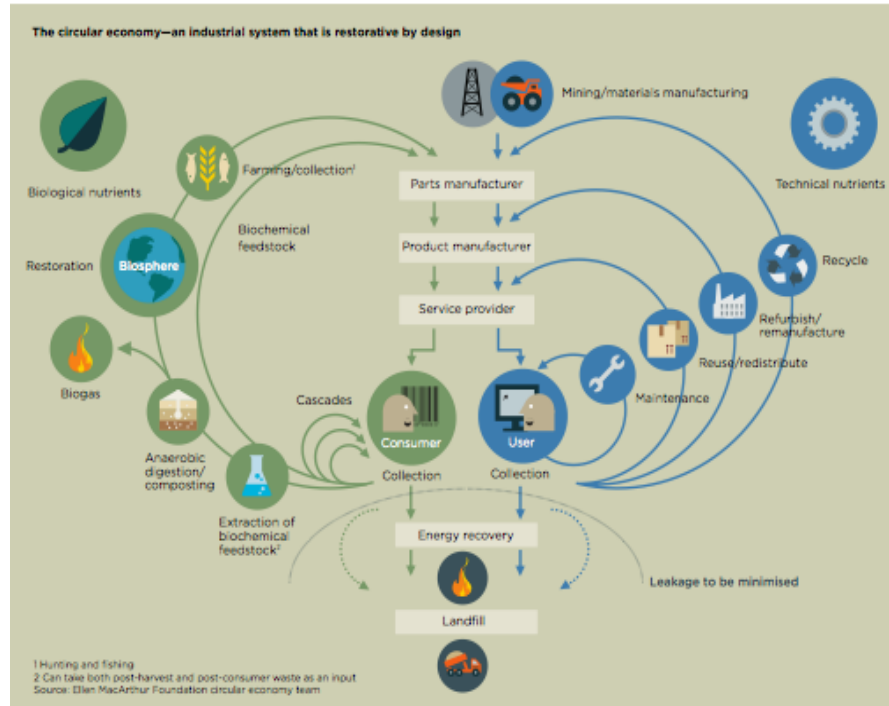 The circular economy—an industrial system that is restorative by design
Mining/materials manufacturing
Biological nutrients
Technical nutrients
Farming/collection¹
Parts manufacturer
Biochemical
feedstock
Product manufacturer
Restoration
Biosphere
Recycle
Service provider
Refurbish/
remanufacture
Reuse/redistribute
Biogas
Maintenance
Cascades
Consumer
User
Anaerobic
digestion/
composting
Collection
Collection
Extraction of
biochemical
feedstock²
Energy recovery
Leakage to be minimised
Landfill
1 Hunting and fishing
2 Can take both post-harvest and post-consumer waste as an input
Source: Ellen MacArthur Foundation circular economy team